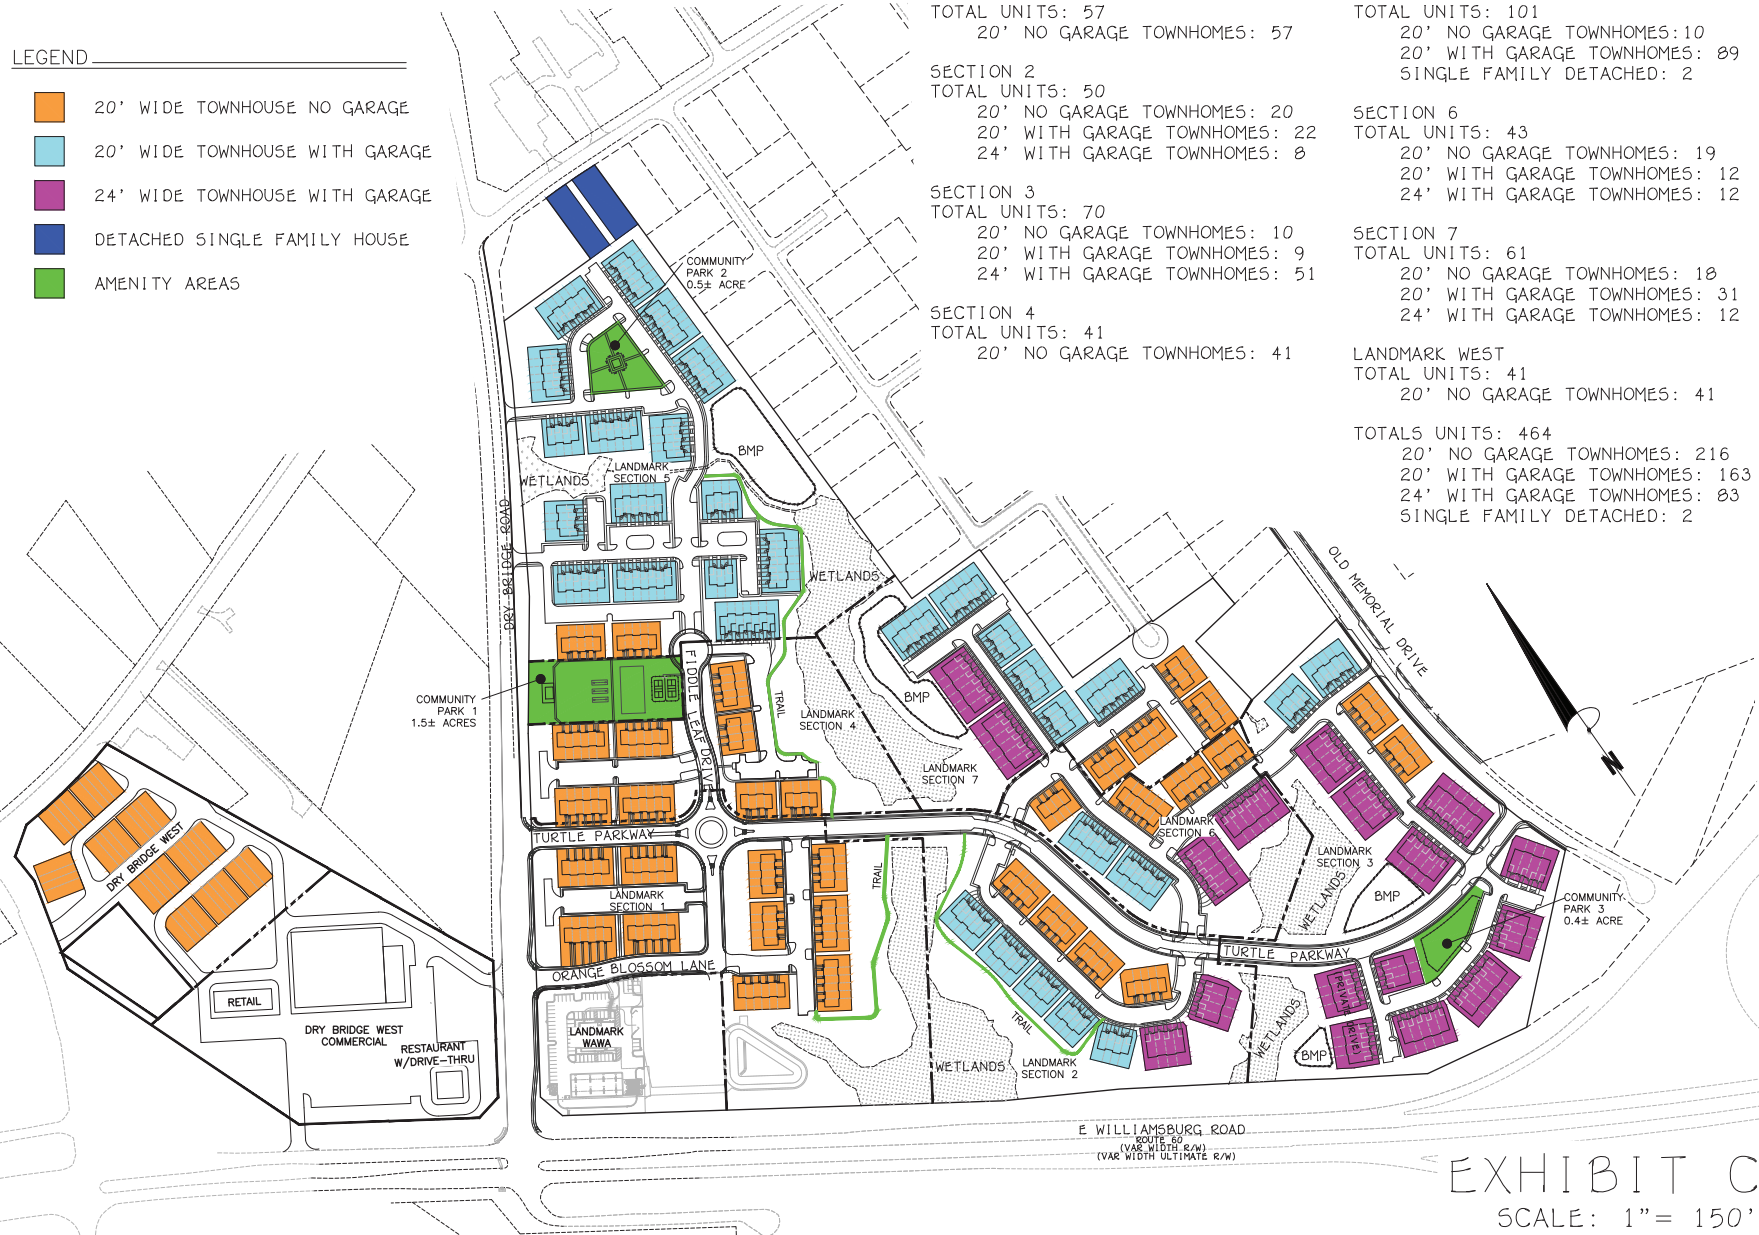 LEGEND
20' WIDE TOWNHOUSE NO GARAGE
20' WIDE TOWNHOUSE WITH GARAGE
24' WIDE TOWNHOUSE WITH GARAGE
DETACHED SINGLE FAMILY HOUSE
AMENITY AREAS
TOTAL UNITS: 57
20' NO GARAGE TOWNHOMES: 57
SECTION 2
TOTAL UNITS: 50
20' NO GARAGE TOWNHOMES: 20
20' WITH GARAGE TOWNHOMES: 22
24' WITH GARAGE TOWNHOMES: 8
SECTION 3
TOTAL UNITS: 70
20' NO GARAGE TOWNHOMES: 10
20' WITH GARAGE TOWNHOMES: 9
24' WITH GARAGE TOWNHOMES: 51
SECTION 4
TOTAL UNITS: 41
20' NO GARAGE TOWNHOMES: 41
TOTAL UNITS: 101
20' NO GARAGE TOWNHOMES: 10
20' WITH GARAGE TOWNHOMES: 89
SINGLE FAMILY DETACHED: 2
SECTION 6
TOTAL UNITS: 43
20' NO GARAGE TOWNHOMES: 19
20' WITH GARAGE TOWNHOMES: 12
24' WITH GARAGE TOWNHOMES: 12
SECTION 7
TOTAL UNITS: 61
20' NO GARAGE TOWNHOMES: 18
20' WITH GARAGE TOWNHOMES: 31
24' WITH GARAGE TOWNHOMES: 12
LANDMARK WEST
TOTAL UNITS: 41
20' NO GARAGE TOWNHOMES: 41
TOTALS UNITS: 464
20' NO GARAGE TOWNHOMES: 216
20' WITH GARAGE TOWNHOMES: 163
24' WITH GARAGE TOWNHOMES: 83
SINGLE FAMILY DETACHED: 2
COMMUNITY
PARK 2
0.5± ACRE
BMP
LANDMARK
SECTION 5
WETLANDS
DRY BRIDGE ROAD
WETLANDS
OLD MEMORIAL DRIVE
FIDDLE LEAF DRIVE
COMMUNITY
PARK 1
1.5± ACRES
TRAIL
LANDMARK
SECTION 4
BMP
LANDMARK
SECTION 7
N
TURTLE PARKWAY
LANDMARK
SECTION 6
LANDMARK
SECTION 3
DRY BRIDGE WEST
TRAIL
LANDMARK
SECTION 1
WETLANDS
BMP
COMMUNITY
PARK 3
0.4± ACRE
TURTLE PARKWAY
ORANGE BLOSSOM LANE
RETAIL
DRY BRIDGE WEST
COMMERCIAL
RESTAURANT
W/DRIVE-THRU
LANDMARK
WAWA
TRAIL
WETLANDS
LANDMARK
SECTION 2
WETLANDS
(PRIVATE DRIVE)
BMP
E WILLIAMSBURG ROAD
ROUTE 60
(VAR WIDTH R/W)
(VAR WIDTH ULTIMATE R/W)
EXHIBIT C
SCALE: 1"= 150'